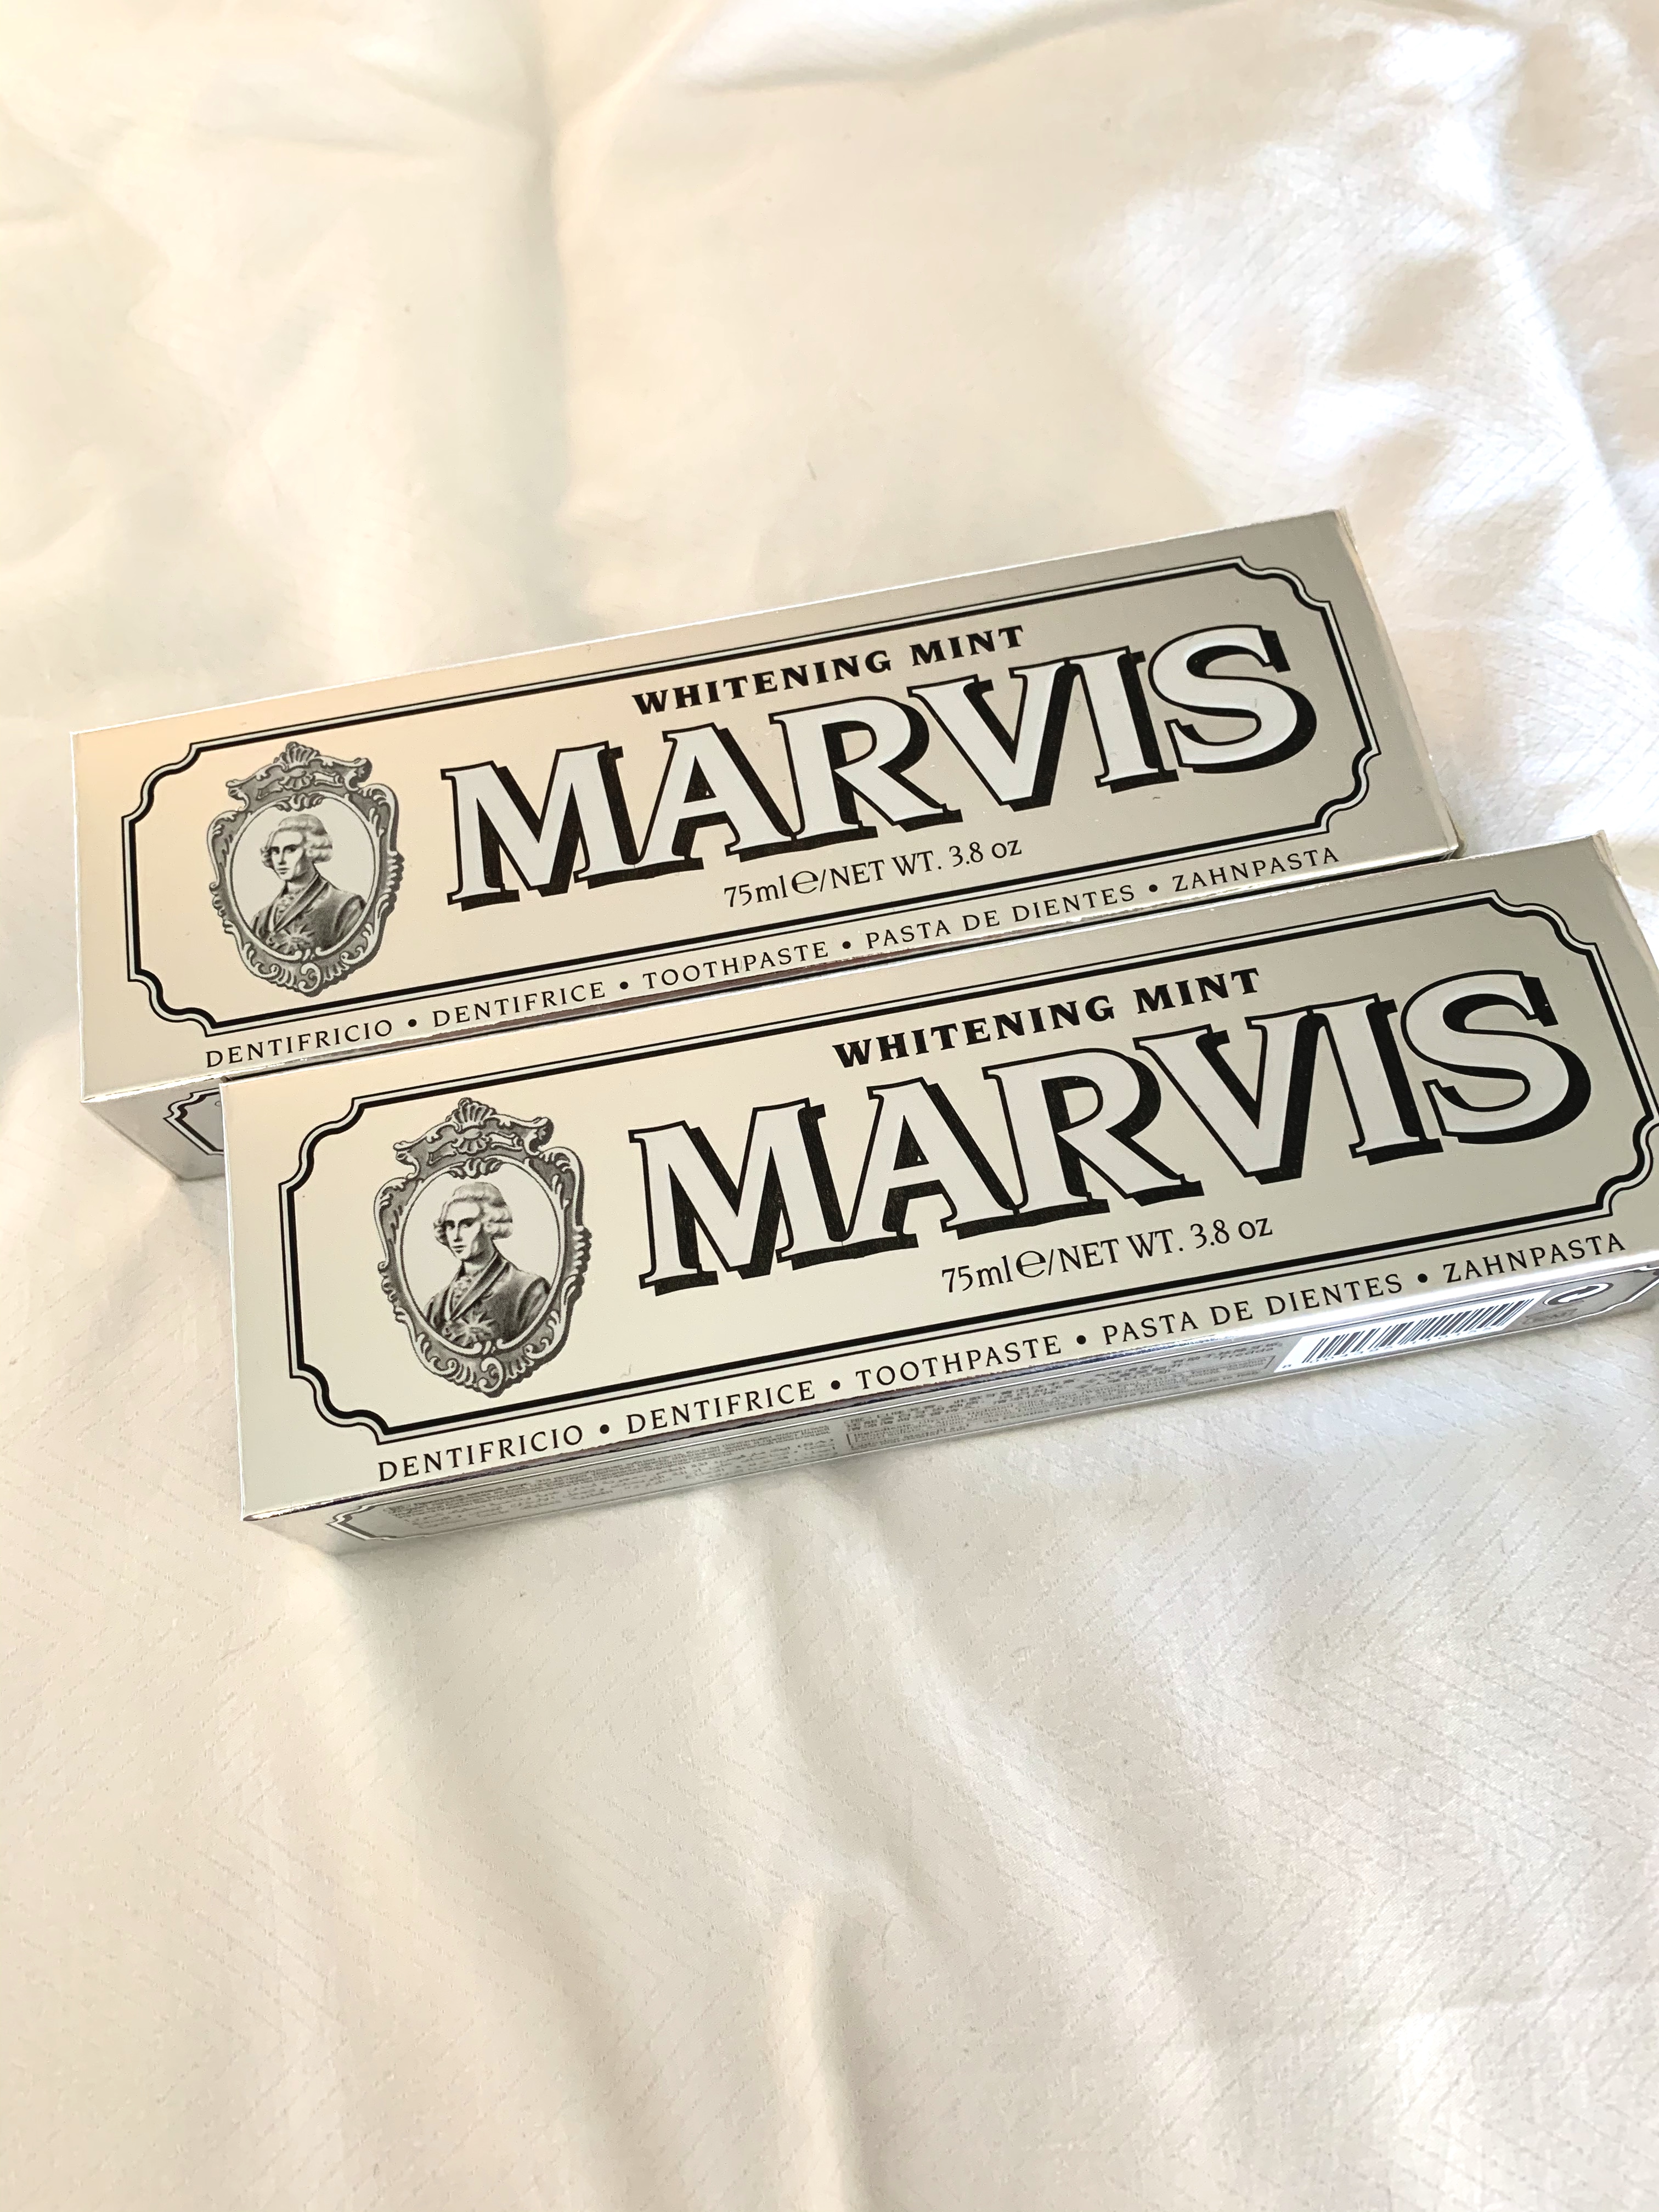 WHITENING MINT
MARVIS
75ml℮/NET WT. 3.8 oz
DENTIFRICIO • DENTIFRICE • TOOTHPASTE • PASTA DE DIENTES • ZAHNPASTA
WHITENING MINT
MARVIS
75ml℮/NET WT. 3.8 oz
DENTIFRICIO • DENTIFRICE • TOOTHPASTE • PASTA DE DIENTES • ZAHNPASTA